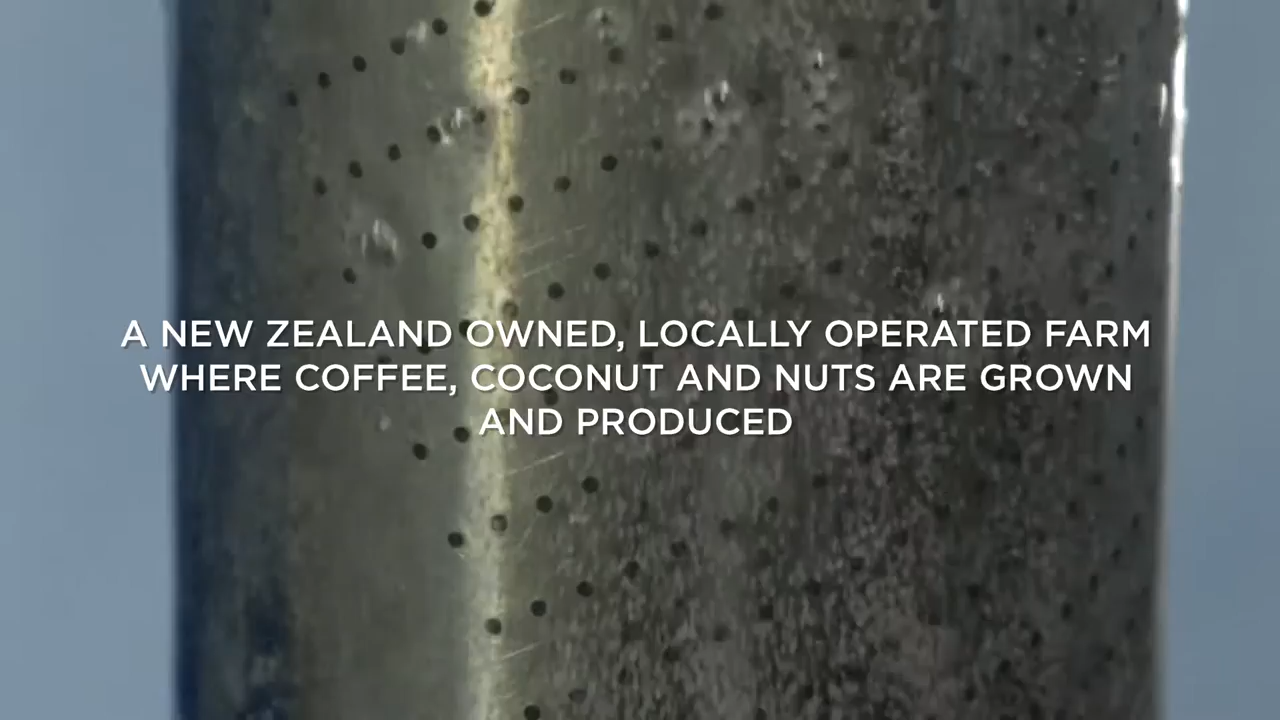 A NEW ZEALAND OWNED, LOCALLY OPERATED FARM
WHERE COFFEE, COCONUT AND NUTS ARE GROWN
AND PRODUCED